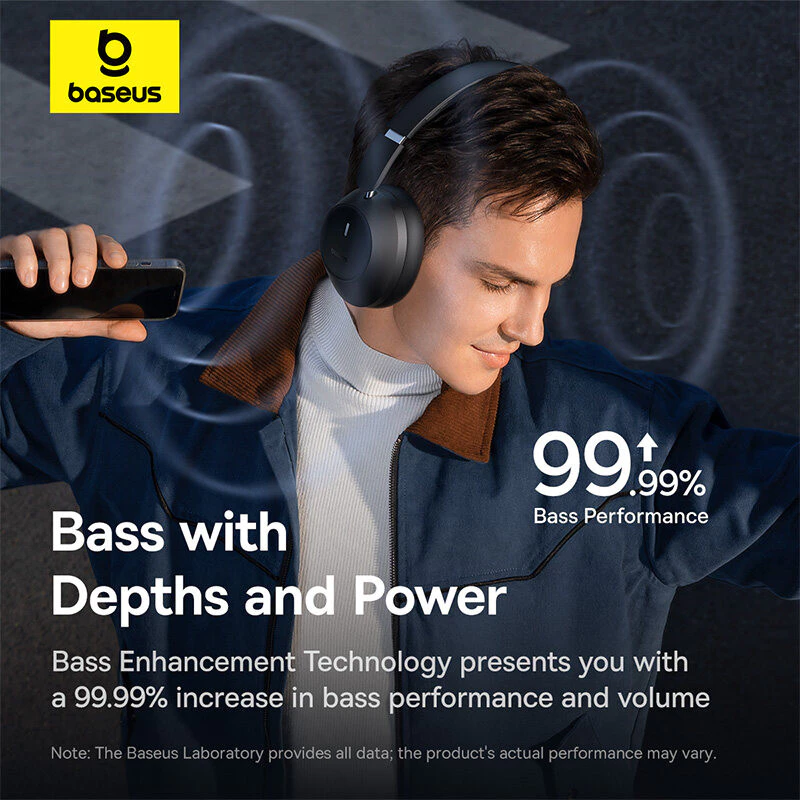 baseus
99.99%
Bass Performance
Bass with
Depths and Power
Bass Enhancement Technology presents you with
a 99.99% increase in bass performance and volume
Note: The Baseus Laboratory provides all data; the product's actual performance may vary.